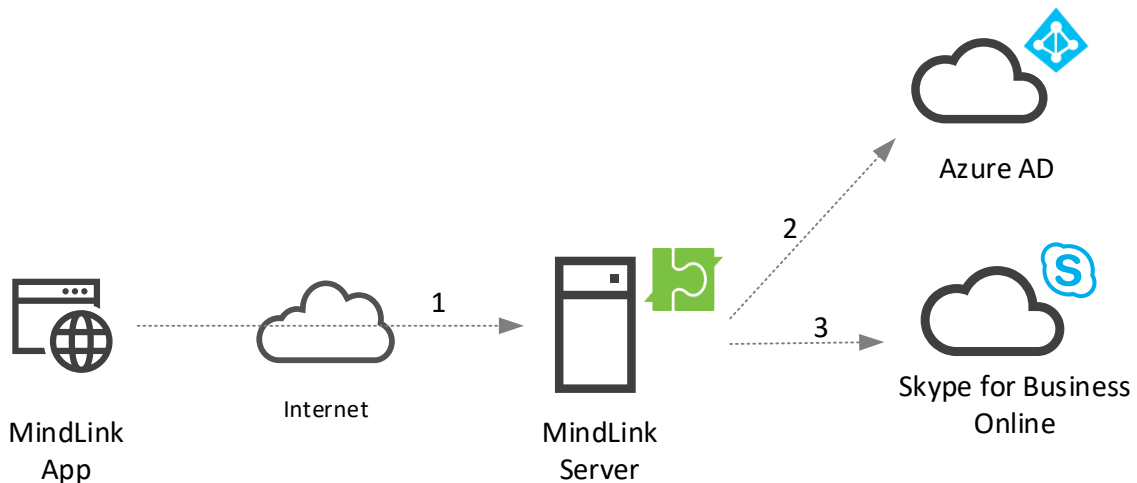 Azure AD
2
1
3
Skype for Business
Online
Internet
MindLink
App
MindLink
Server